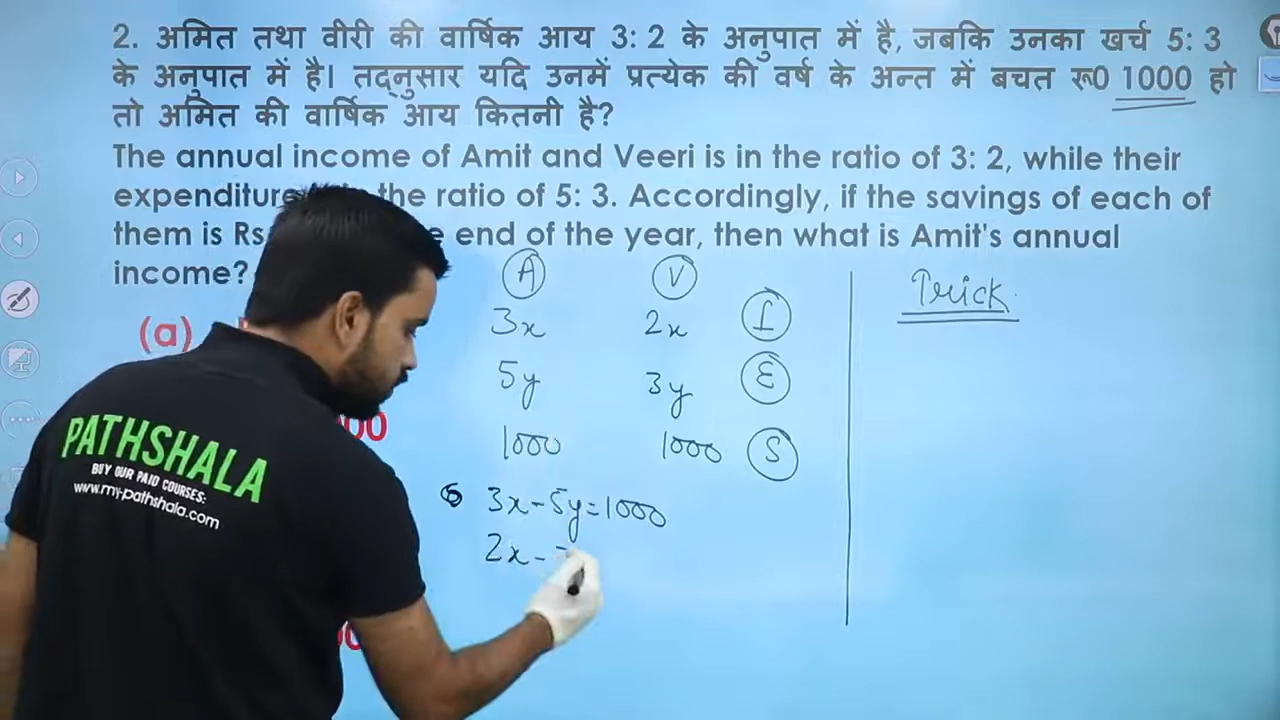 2. अमित तथा वीरी की वार्षिक आय 3: 2 के अनुपात में है, जबकि उनका खर्च 5: 3
के अनुपात में है। तद्नुसार यदि उनमें प्रत्येक की वर्ष के अन्त में बचत रू0 1000 हो
तो अमित की वार्षिक आय कितनी है?
The annual income of Amit and Veeri is in the ratio of 3: 2, while their
the ratio of 5: 3. Accordingly, if the savings of each of
them is Rs end of the year, then what is Amit's annual
income?
A V Trick
3x 2x I
(a)
5y 3y E
1000 1000 S
PATHSHALA
BUY OUR PAID COURSES:
www.my-pathshala.com
3x-5y=1000
2x-